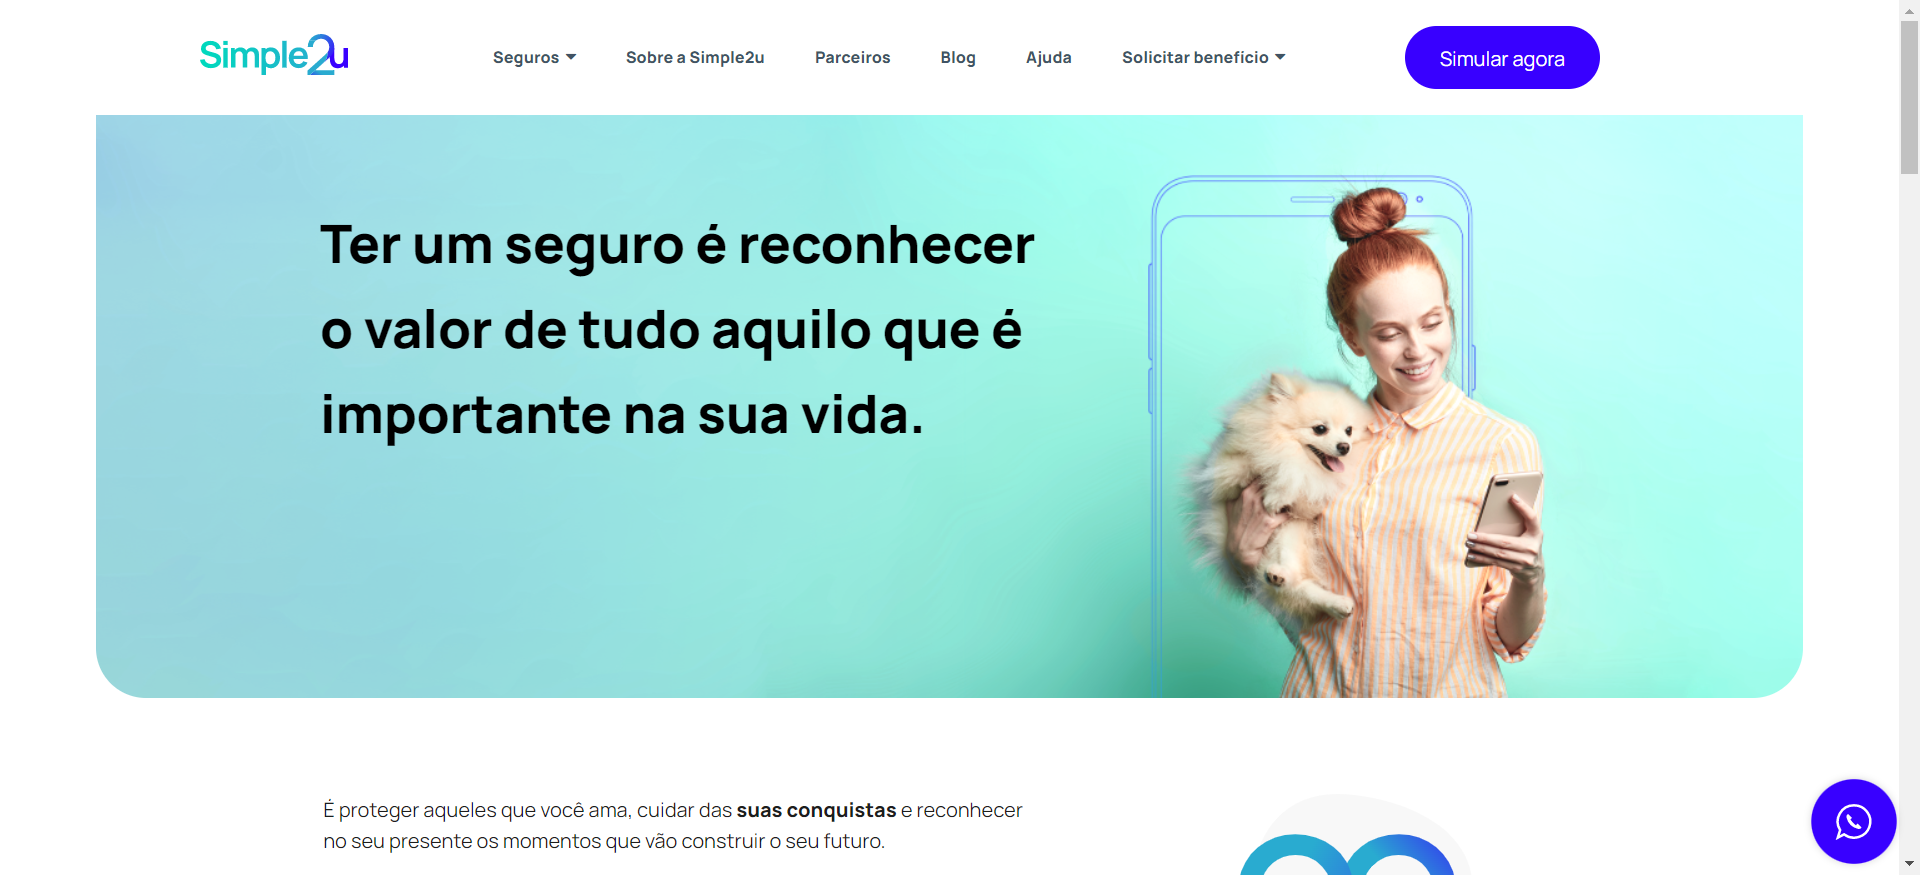 Simple2u
Seguros
Sobre a Simple2u
Parceiros
Blog
Ajuda
Solicitar benefício
Simular agora
Ter um seguro é reconhecer
o valor de tudo aquilo que é
importante na sua vida.
É proteger aqueles que você ama, cuidar das suas conquistas e reconhecer
no seu presente os momentos que vão construir o seu futuro.